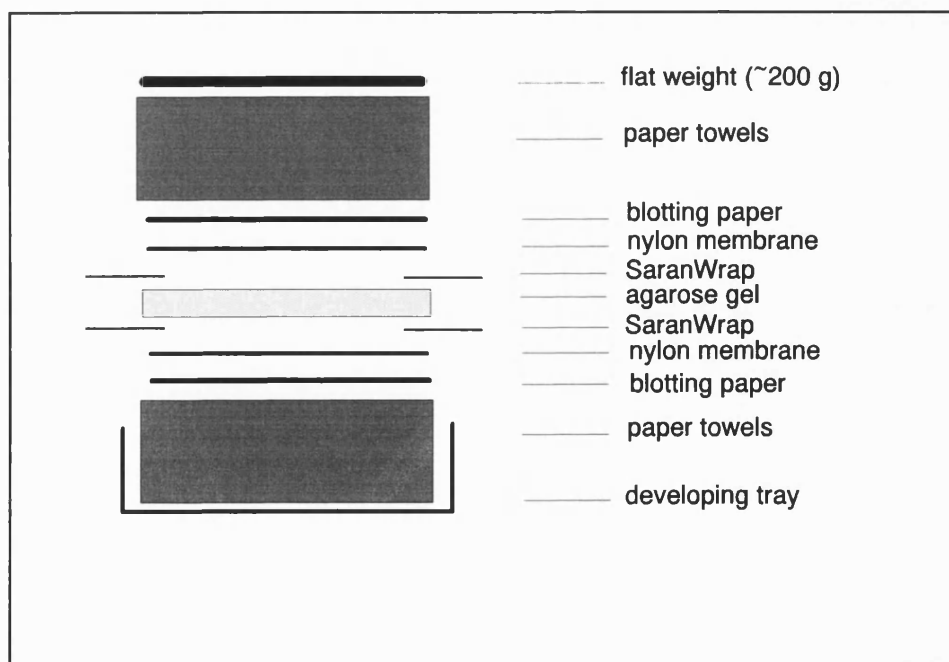 flat weight (~200 g)
paper towels
blotting paper
nylon membrane
SaranWrap
agarose gel
SaranWrap
nylon membrane
blotting paper
paper towels
developing tray